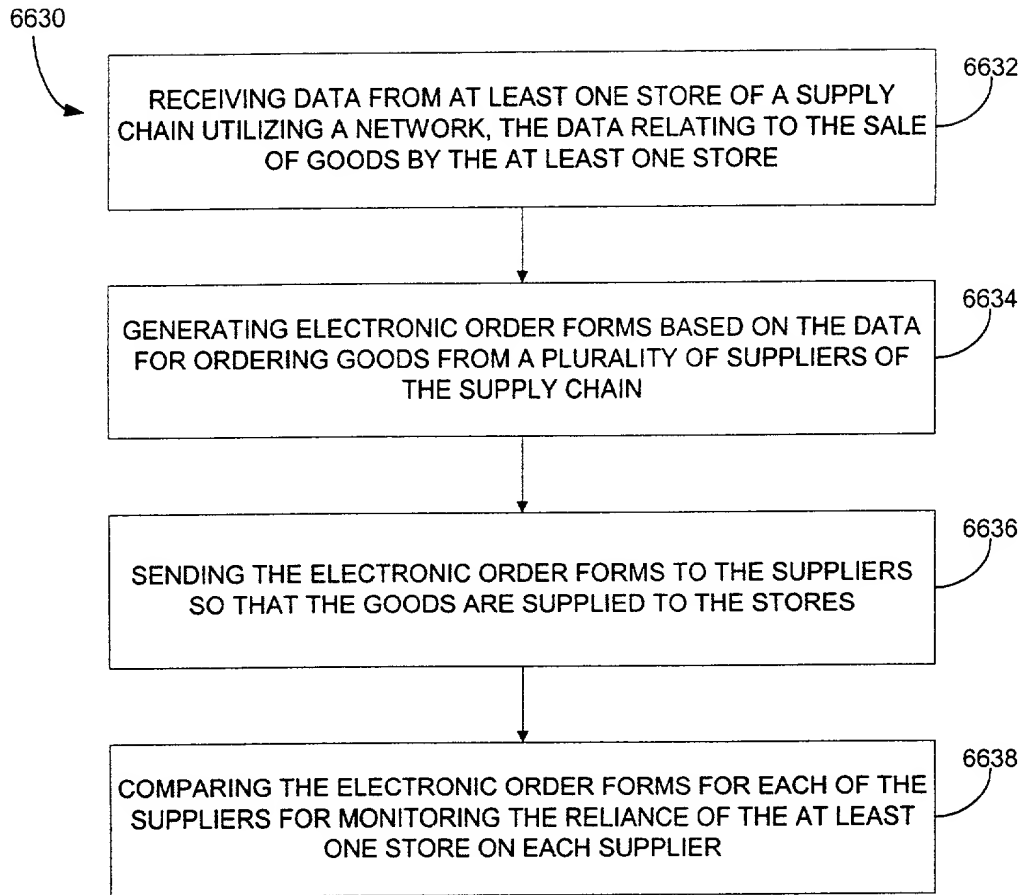 6630
6632
RECEIVING DATA FROM AT LEAST ONE STORE OF A SUPPLY
CHAIN UTILIZING A NETWORK, THE DATA RELATING TO THE SALE
OF GOODS BY THE AT LEAST ONE STORE
6634
GENERATING ELECTRONIC ORDER FORMS BASED ON THE DATA
FOR ORDERING GOODS FROM A PLURALITY OF SUPPLIERS OF
THE SUPPLY CHAIN
6636
SENDING THE ELECTRONIC ORDER FORMS TO THE SUPPLIERS
SO THAT THE GOODS ARE SUPPLIED TO THE STORES
6638
COMPARING THE ELECTRONIC ORDER FORMS FOR EACH OF THE
SUPPLIERS FOR MONITORING THE RELIANCE OF THE AT LEAST
ONE STORE ON EACH SUPPLIER